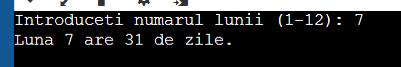 Introduceti numarul lunii (1-12): 7
Luna 7 are 31 de zile.